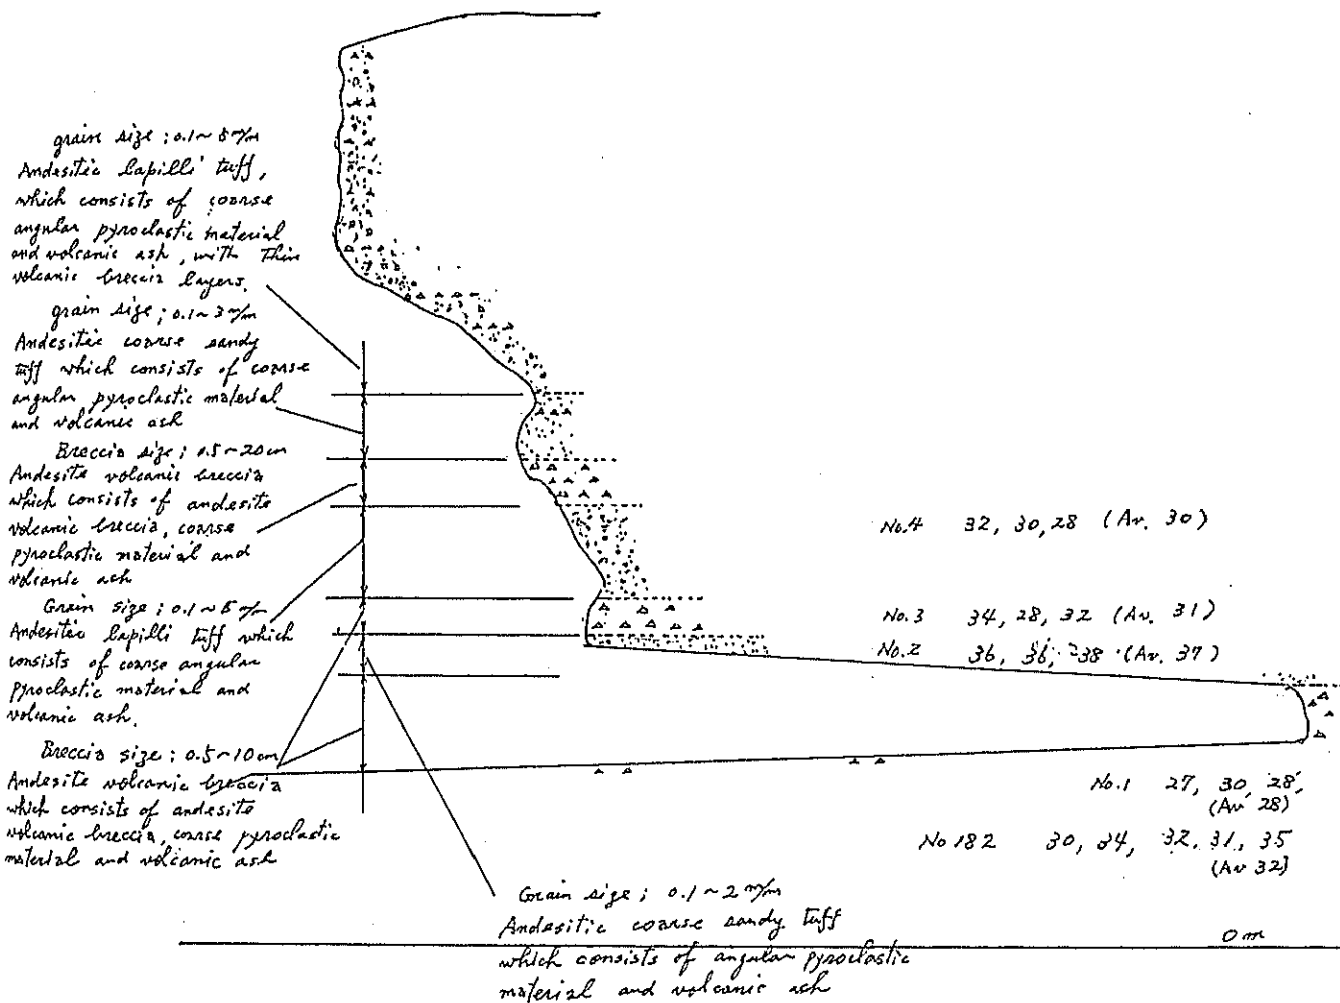 grain size ; 0.1~5 m/m
Andesitic lapilli tuff,
which consists of coarse
angular pyroclastic material
and volcanic ash, with thin
volcanic breccia layers.
grain size ; 0.1~3 m/m
Andesitic coarse sandy
tuff which consists of coarse
angular pyroclastic material
and volcanic ash
Breccia size ; 0.5~20cm
Andesite volcanic breccia
which consists of andesite
volcanic breccia, coarse
pyroclastic material and
volcanic ash
Grain size ; 0.1~5 m/m
Andesitic lapilli tuff which
consists of coarse angular
pyroclastic material and
volcanic ash.
Breccia size ; 0.5~10cm
Andesite volcanic breccia
which consists of andesite
volcanic breccia, coarse pyroclastic
material and volcanic ash
Grain size ; 0.1~2 m/m
Andesitic coarse sandy tuff
which consists of angular pyroclastic
material and volcanic ash
No.4 32, 30, 28 (Av. 30)
No.3 34, 28, 32 (Av. 31)
No.2 36, 36, 38 (Av. 37)
No.1 27, 30, 28,
(Av 28)
No 182 30, 34, 32, 31, 35
(Av 32)
0 m